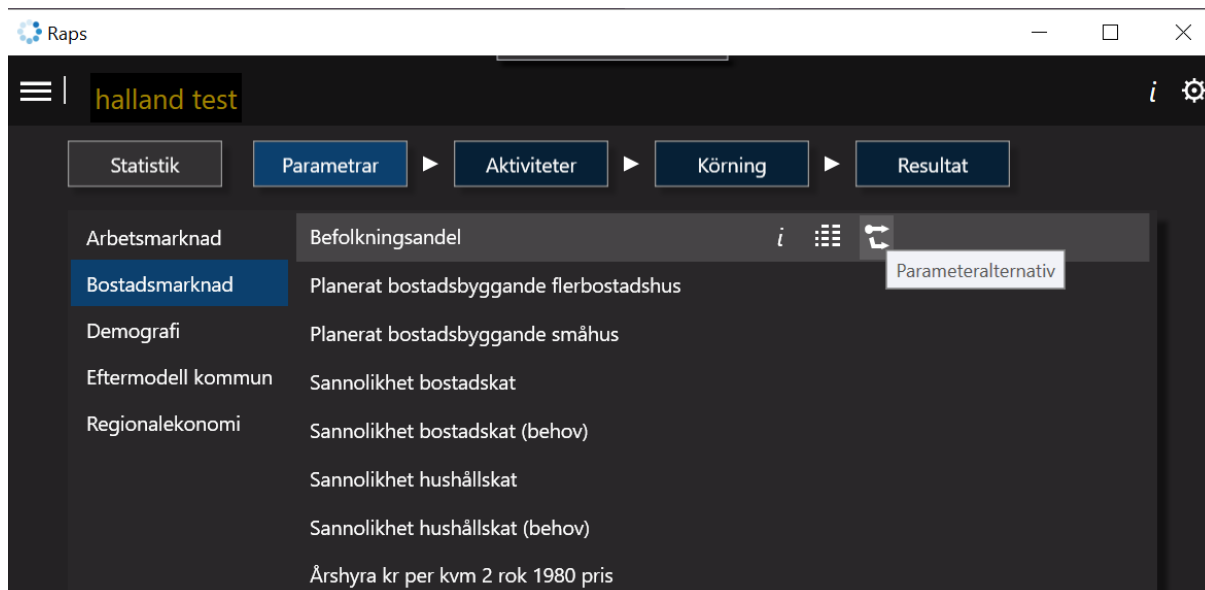 Raps
halland test
i
Statistik Parametrar Aktiviteter Körning Resultat
Arbetsmarknad
Bostadsmarknad
Demografi
Eftermodell kommun
Regionalekonomi
Befolkningsandel i
Parameteralternativ
Planerat bostadsbyggande flerbostadshus
Planerat bostadsbyggande småhus
Sannolikhet bostadskat
Sannolikhet bostadskat (behov)
Sannolikhet hushållskat
Sannolikhet hushållskat (behov)
Årshyra kr per kvm 2 rok 1980 pris